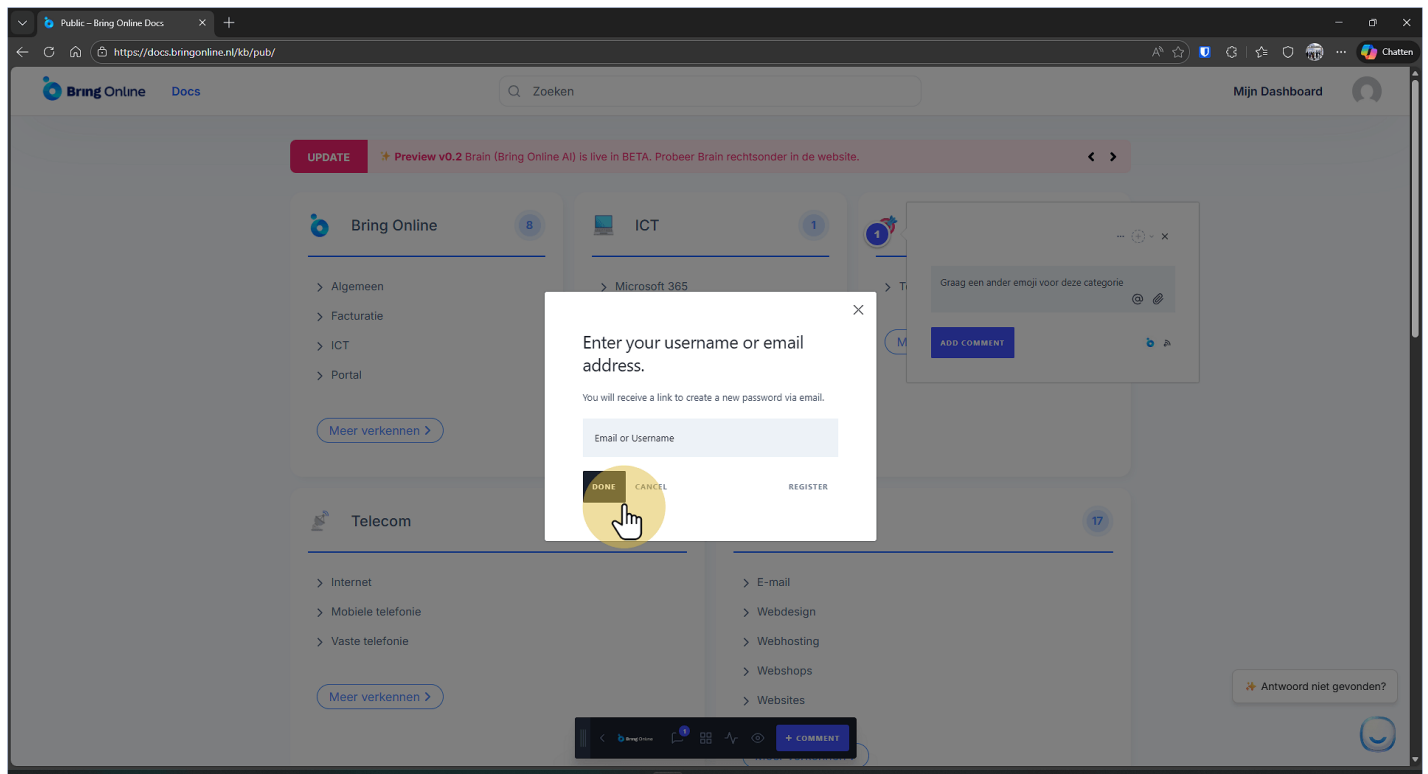 Public – Bring Online Docs
https://docs.bringonline.nl/kb/pub/
Chatten
Bring Online
Docs
Zoeken
Mijn Dashboard
UPDATE
Preview v0.2 Brain (Bring Online AI) is live in BETA. Probeer Brain rechtsonder in de website.
Bring Online
8
ICT
1
1
Algemeen
Facturatie
ICT
Portal
Meer verkennen
Microsoft 365
Graag een ander emoji voor deze categorie
ADD COMMENT
Enter your username or email
address.
You will receive a link to create a new password via email.
Email or Username
DONE
CANCEL
REGISTER
Telecom
17
Internet
Mobiele telefonie
Vaste telefonie
Meer verkennen
E-mail
Webdesign
Webhosting
Webshops
Websites
Antwoord niet gevonden?
Bring Online
1
+ COMMENT